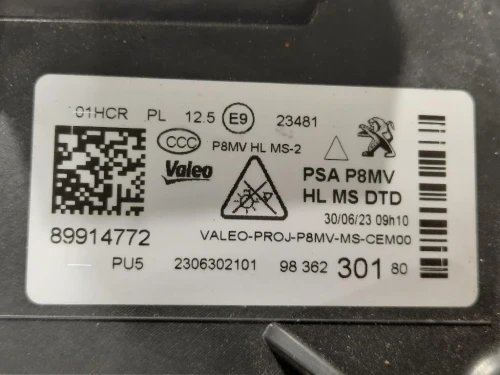 01HCR PL 12.5 E9 23481
CCC P8MV HL MS-2
Valeo PSA P8MV
HL MS DTD
30/06/23 09h10
89914772 VALEO-PROJ-P8MV-MS-CEM00
PU5 2306302101 98 362 301 80